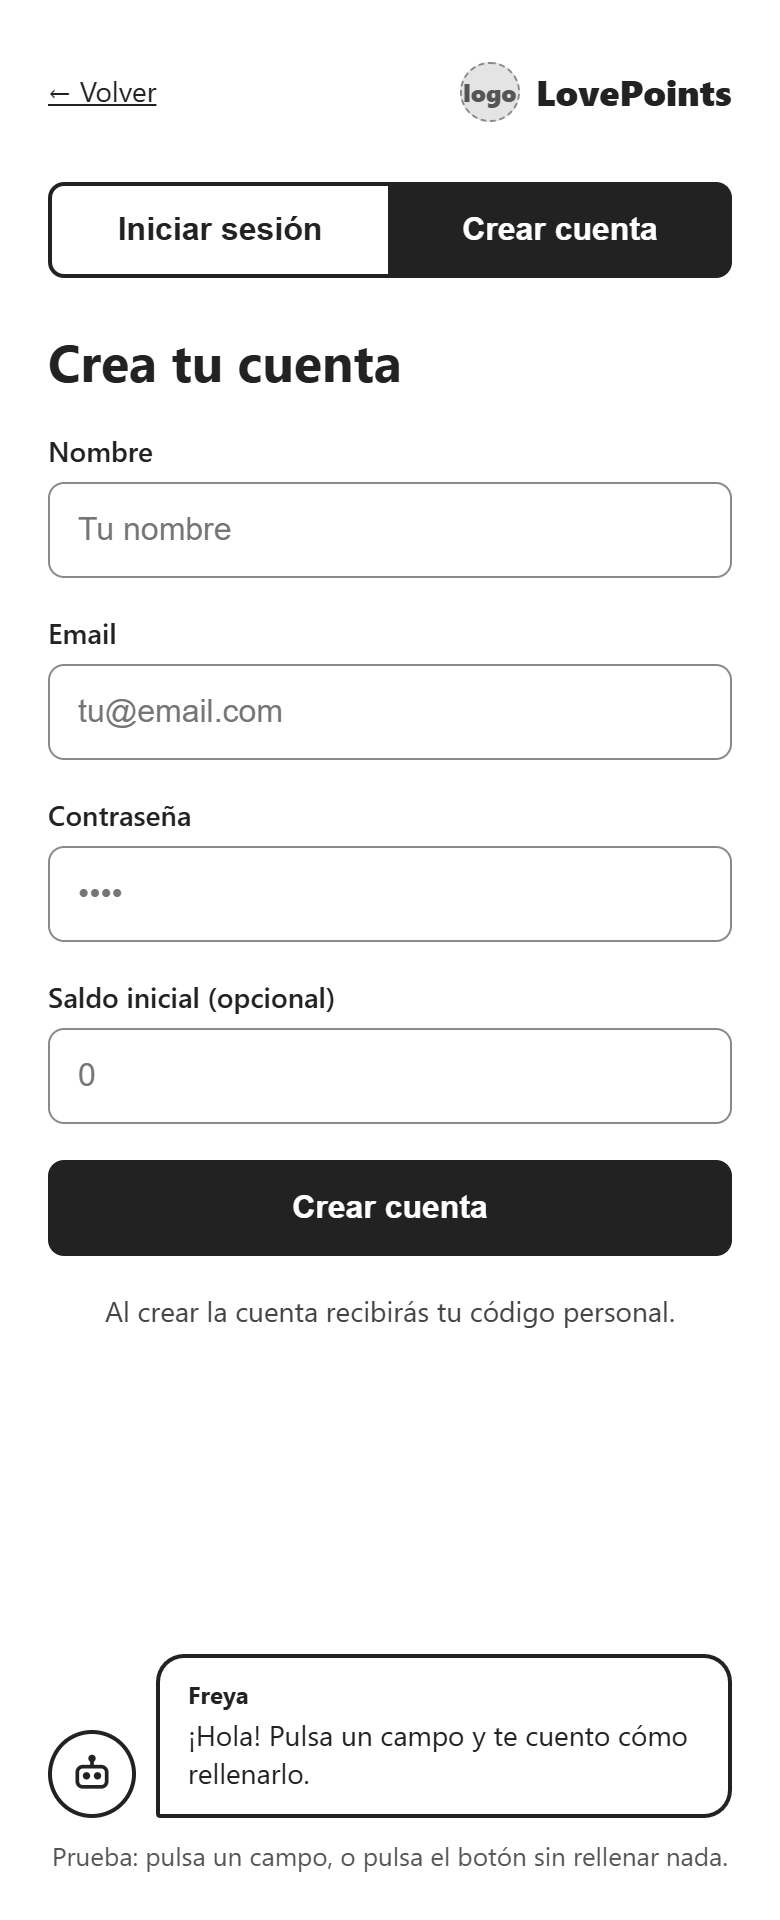 ← Volver
logo LovePoints
Iniciar sesión
Crear cuenta
Crea tu cuenta
Nombre
Tu nombre
Email
tu@email.com
Contraseña
••••
Saldo inicial (opcional)
0
Crear cuenta
Al crear la cuenta recibirás tu código personal.
Freya
¡Hola! Pulsa un campo y te cuento cómo
rellenarlo.
Prueba: pulsa un campo, o pulsa el botón sin rellenar nada.